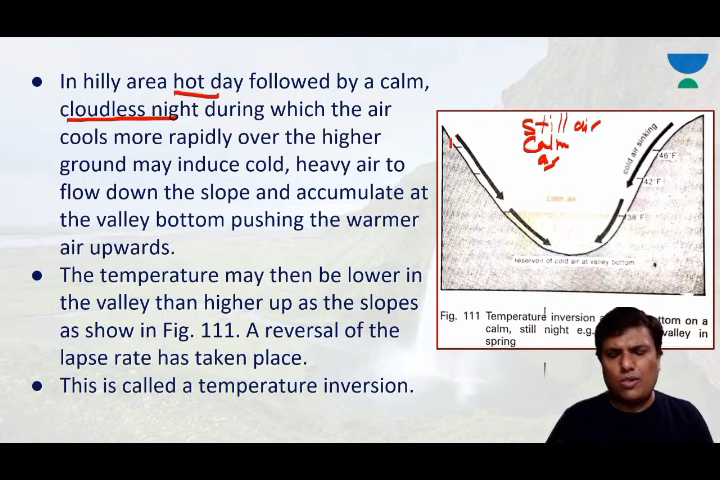 ● In hilly area hot day followed by a calm,
cloudless night during which the air
cools more rapidly over the higher
ground may induce cold, heavy air to
flow down the slope and accumulate at
the valley bottom pushing the warmer
air upwards.
● The temperature may then be lower in
the valley than higher up as the slopes
as show in Fig. 111. A reversal of the
lapse rate has taken place.
● This is called a temperature inversion.
Still air
Calm
cold air sinking
46°F
42°F
38°F
calm air
reservoir of cold air at valley bottom
Fig. 111 Temperature inversion ttom on a
calm, still night e.g. valley in
spring